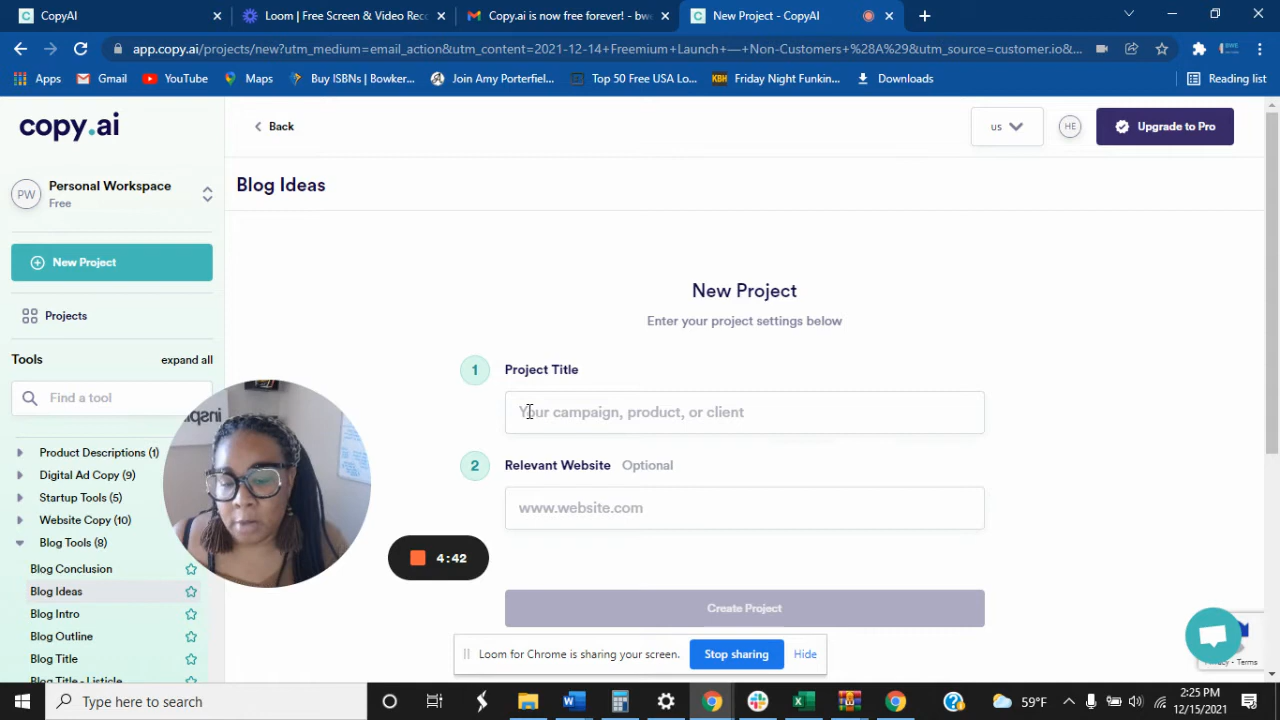 CopyAI
Loom | Free Screen & Video Rec
Copy.ai is now free forever! - bw
New Project - CopyAI
app.copy.ai/projects/new?utm_medium=email_action&utm_content=2021-12-14+Freemium+Launch+—+Non-Customers+%28A%29&utm_source=customer.io&...
Apps
Gmail
YouTube
Maps
Buy ISBNs | Bowker...
Join Amy Porterfiel...
Top 50 Free USA Lo...
KBH
Friday Night Funkin...
Downloads
Reading list
copy.ai
Back
us
HE
Upgrade to Pro
PW
Personal Workspace
Free
Blog Ideas
New Project
New Project
Enter your project settings below
Projects
Tools
expand all
Find a tool
1
Project Title
Your campaign, product, or client
2
Relevant Website
Optional
www.website.com
Product Descriptions (1)
Digital Ad Copy (9)
Startup Tools (5)
Website Copy (10)
Blog Tools (8)
Blog Conclusion
Blog Ideas
Blog Intro
Blog Outline
Blog Title
Blog Title - Listicle
4:42
Create Project
Loom for Chrome is sharing your screen.
Stop sharing
Hide
Privacy - Terms
Type here to search
59°F
2:25 PM
12/15/2021